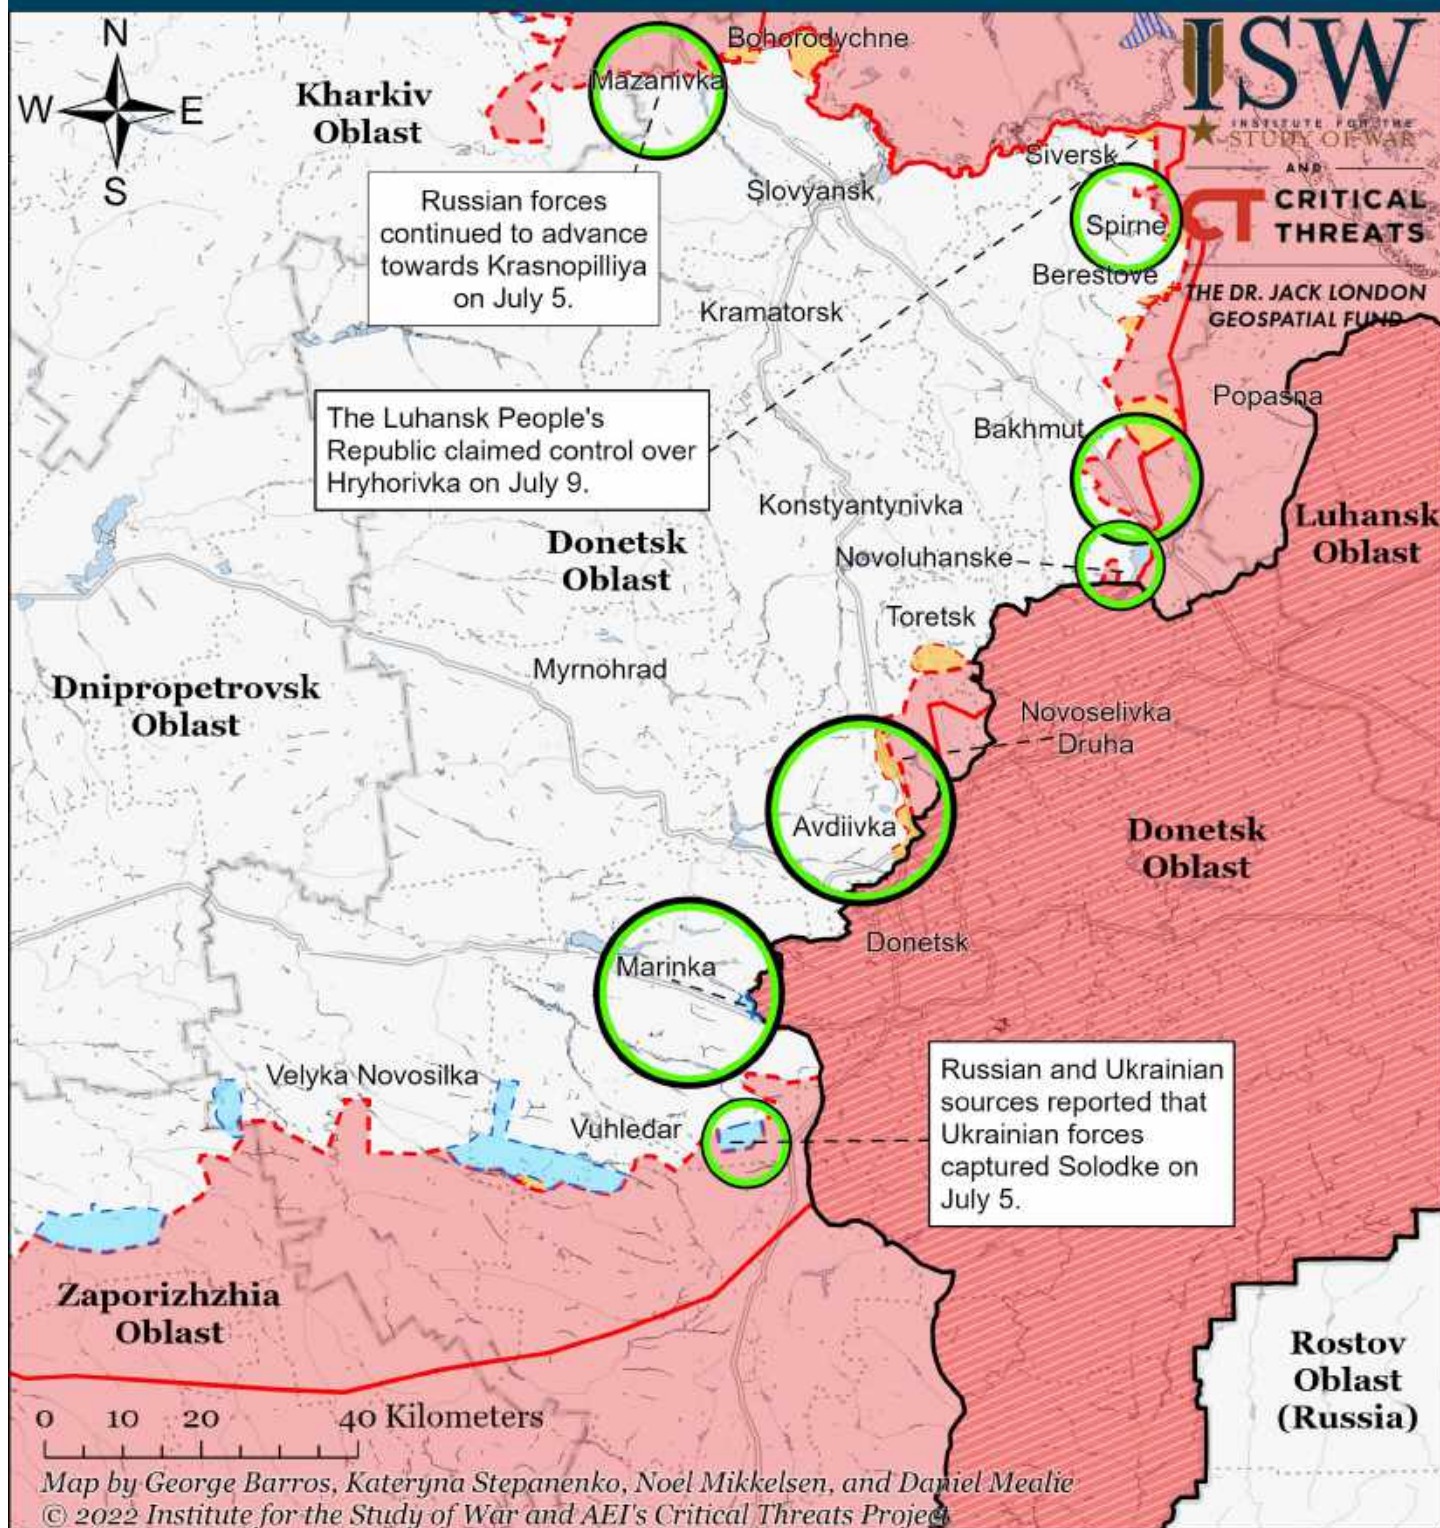 N
W
E
S
Kharkiv
Oblast
Mazanivka
Bohorodychne
ISW
INSTITUTE FOR THE
STUDY OF WAR
AND
CT CRITICAL
THREATS
THE DR. JACK LONDON
GEOSPATIAL FUND
Siversk
Slovyansk
Spirne
Berestove
Russian forces
continued to advance
towards Krasnopilliya
on July 5.
Kramatorsk
The Luhansk People's
Republic claimed control over
Hryhorivka on July 9.
Popasna
Bakhmut
Konstyantynivka
Luhansk
Oblast
Donetsk
Oblast
Novoluhanske
Toretsk
Myrnohrad
Dnipropetrovsk
Oblast
Novoselivka
Druha
Avdiivka
Donetsk
Oblast
Donetsk
Marinka
Velyka Novosilka
Vuhledar
Russian and Ukrainian
sources reported that
Ukrainian forces
captured Solodke on
July 5.
Zaporizhzhia
Oblast
Rostov
Oblast
(Russia)
0 10 20 40 Kilometers
Map by George Barros, Kateryna Stepanenko, Noel Mikkelsen, and Daniel Mealie
© 2022 Institute for the Study of War and AEI's Critical Threats Project